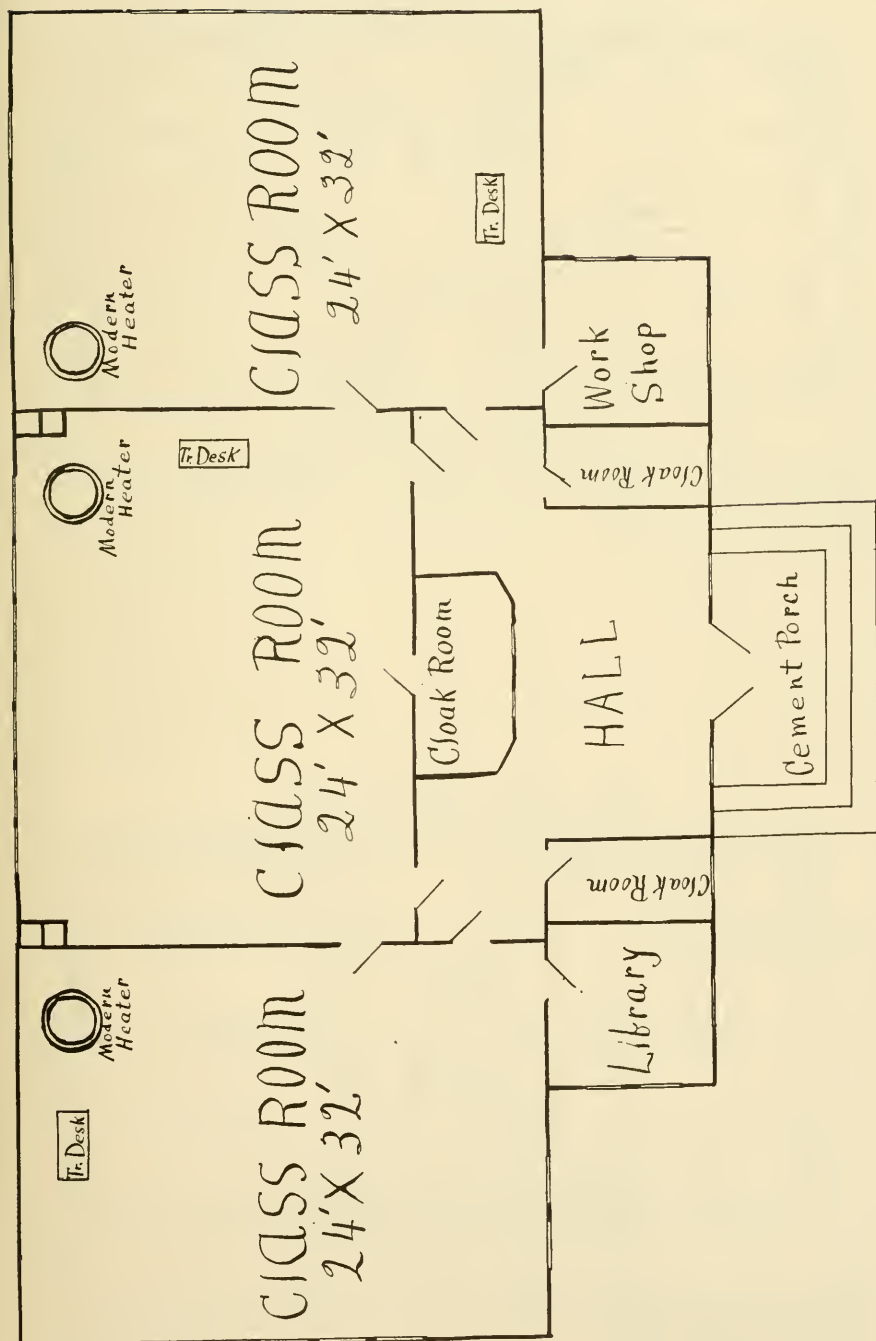 Tr. Desk
Modern
Heater
CLASS ROOM
24' X 32'
Modern
Heater
Tr. Desk
CLASS ROOM
24' X 32'
Modern
Heater
CLASS ROOM
24' X 32'
Tr. Desk
Cloak Room
Library
Cloak Room
HALL
Cloak Room
Work
Shop
Cement Porch